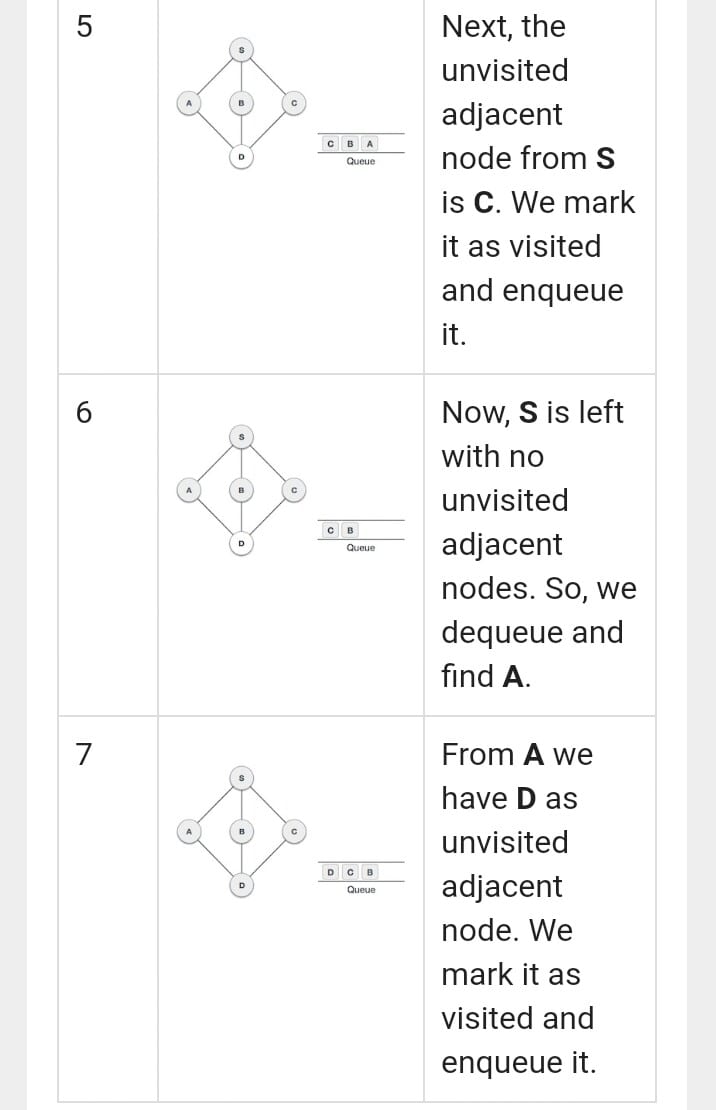 5
S
A B C
D
C B A
Queue
Next, the
unvisited
adjacent
node from S
is C. We mark
it as visited
and enqueue
it.
6
S
A B C
D
C B
Queue
Now, S is left
with no
unvisited
adjacent
nodes. So, we
dequeue and
find A.
7
S
A B C
D
D C B
Queue
From A we
have D as
unvisited
adjacent
node. We
mark it as
visited and
enqueue it.